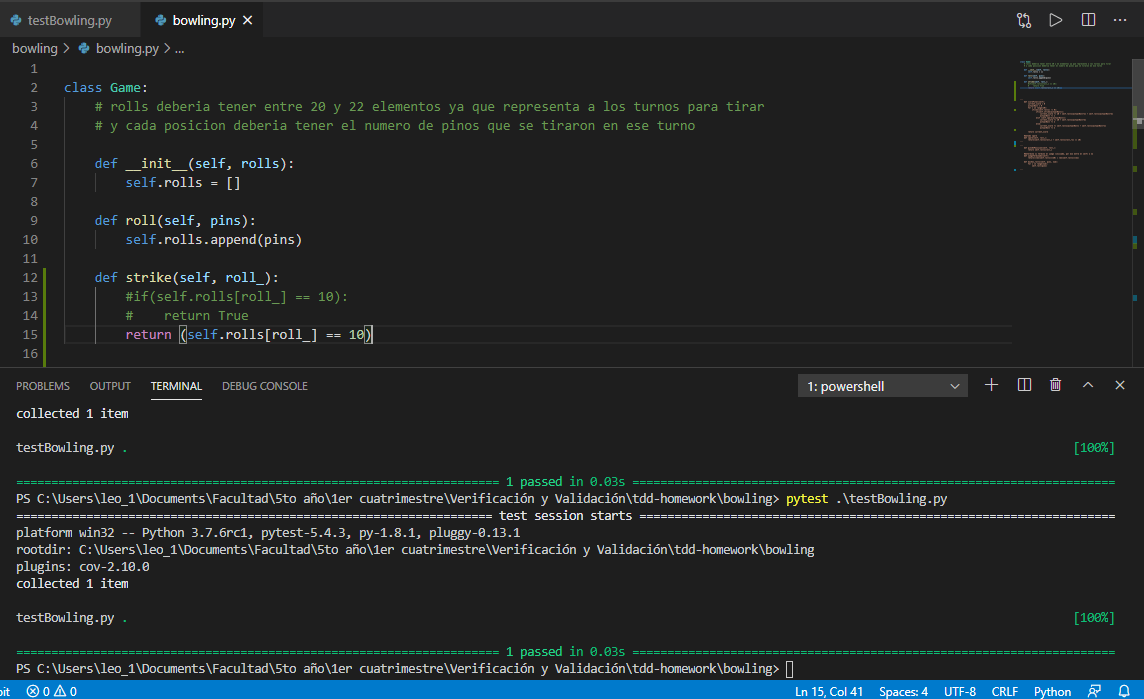 testBowling.py
bowling.py
bowling > bowling.py > ...
1
2 class Game:
3 # rolls deberia tener entre 20 y 22 elementos ya que representa a los turnos para tirar
4 # y cada posicion deberia tener el numero de pinos que se tiraron en ese turno
5
6 def __init__(self, rolls):
7 self.rolls = []
8
9 def roll(self, pins):
10 self.rolls.append(pins)
11
12 def strike(self, roll_):
13 #if(self.rolls[roll_] == 10):
14 #    return True
15 return (self.rolls[roll_] == 10)
16
PROBLEMS OUTPUT TERMINAL DEBUG CONSOLE 1: powershell
collected 1 item
testBowling.py . [100%]
============================================================== 1 passed in 0.03s ==============================================================
PS C:\Users\leo_1\Documents\Facultad\5to año\1er cuatrimestre\Verificación y Validación\tdd-homework\bowling> pytest .\testBowling.py
============================================================= test session starts =============================================================
platform win32 -- Python 3.7.6rc1, pytest-5.4.3, py-1.8.1, pluggy-0.13.1
rootdir: C:\Users\leo_1\Documents\Facultad\5to año\1er cuatrimestre\Verificación y Validación\tdd-homework\bowling
plugins: cov-2.10.0
collected 1 item
testBowling.py . [100%]
============================================================== 1 passed in 0.03s ==============================================================
PS C:\Users\leo_1\Documents\Facultad\5to año\1er cuatrimestre\Verificación y Validación\tdd-homework\bowling>
0 0 Ln 15, Col 41 Spaces: 4 UTF-8 CRLF Python